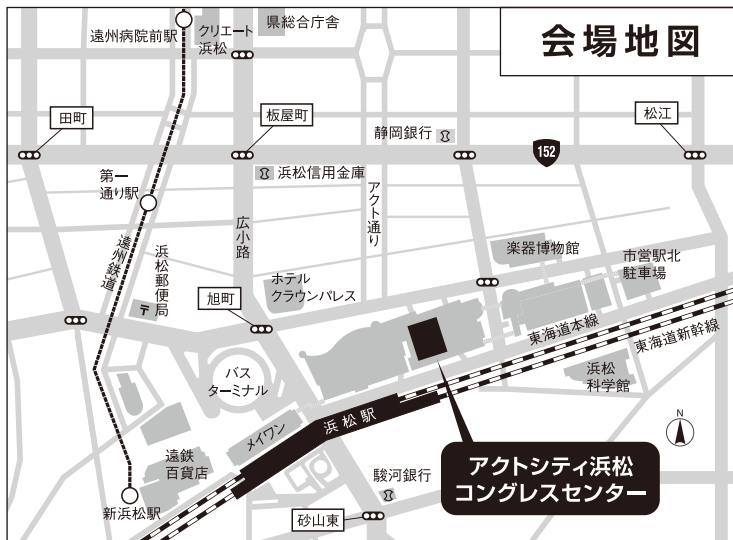 会場地図
遠州病院前駅
クリエート
浜松
県総合庁舎
田町
板屋町
静岡銀行
松江
152
第一
通り駅
浜松信用金庫
アクト通り
広小路
遠州鉄道
浜松郵便局
楽器博物館
市営駅北
駐車場
ホテル
クラウンパレス
旭町
東海道本線
東海道新幹線
バス
ターミナル
浜松
科学館
浜松駅
メイワン
遠鉄
百貨店
N
アクトシティ浜松
コングレスセンター
駿河銀行
新浜松駅
砂山東